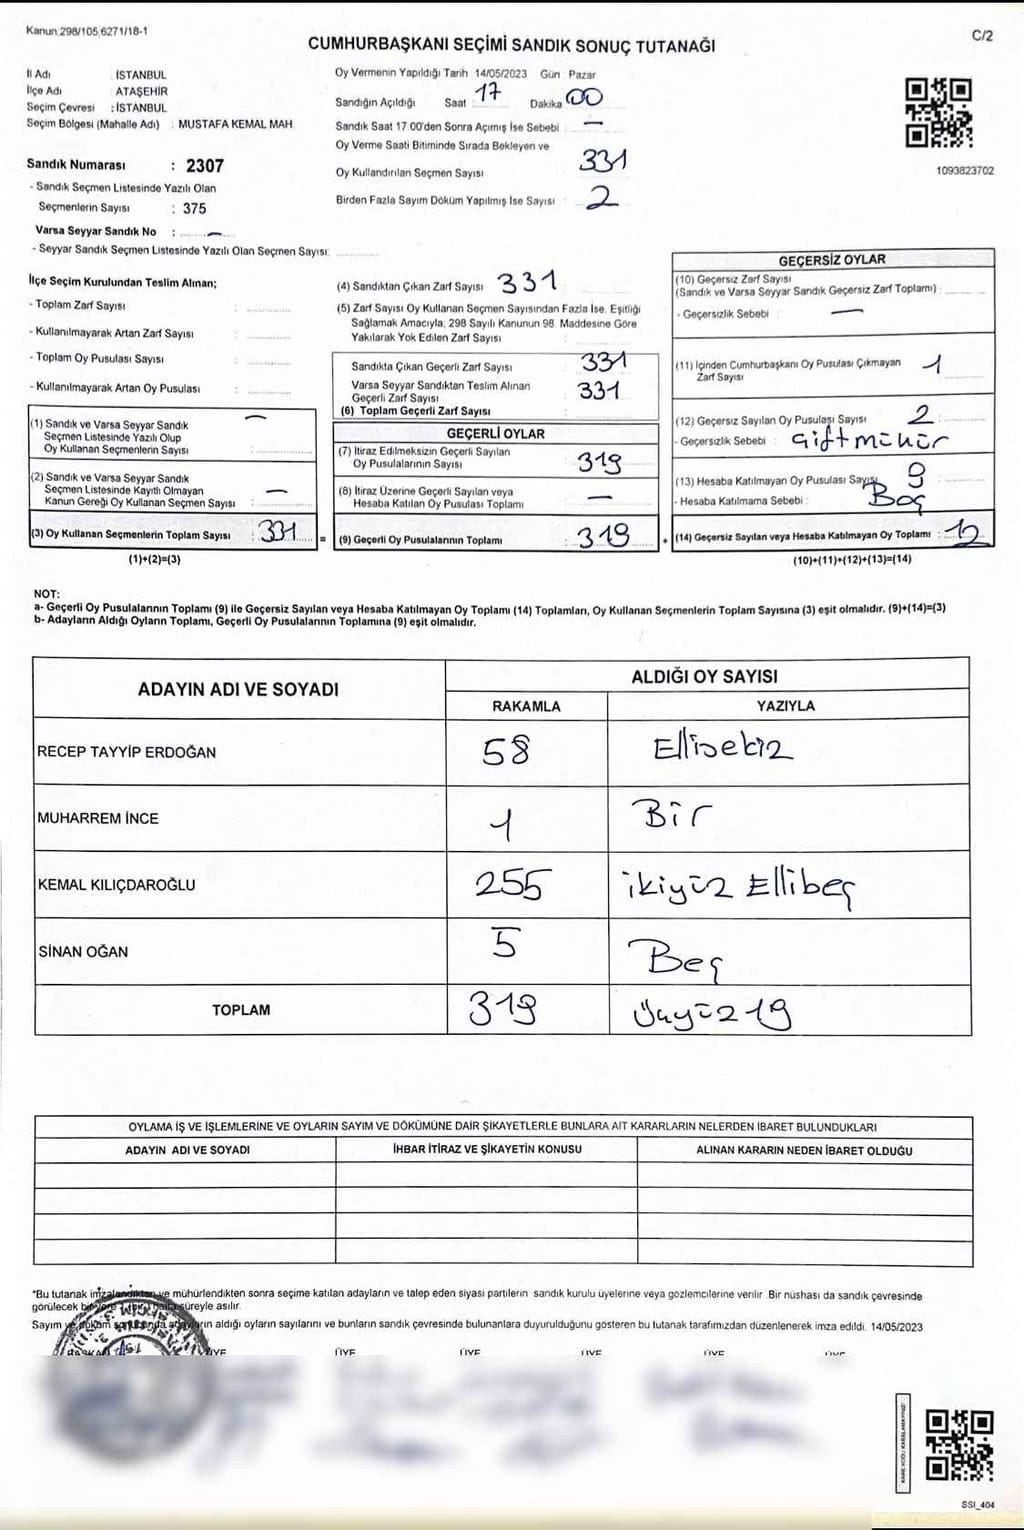 Kanun 298/105,6271/18-1
C/2
CUMHURBAŞKANI SEÇİMİ SANDIK SONUÇ TUTANAĞI
İl Adı : İSTANBUL
İlçe Adı : ATAŞEHİR
Seçim Çevresi : İSTANBUL
Seçim Bölgesi (Mahalle Adı) : MUSTAFA KEMAL MAH
Sandık Numarası : 2307
- Sandık Seçmen Listesinde Yazılı Olan
Seçmenlerin Sayısı : 375
Varsa Seyyar Sandık No : –
- Seyyar Sandık Seçmen Listesinde Yazılı Olan Seçmen Sayısı:
Oy Vermenin Yapıldığı Tarih 14/05/2023 Gün : Pazar
Sandığın Açıldığı Saat 17 Dakika 00
Sandık Saat 17.00'den Sonra Açımış İse Sebebi : –
Oy Verme Saati Bitiminde Sırada Bekleyen ve
Oy Kullandırılan Seçmen Sayısı 331
Birden Fazla Sayım Döküm Yapılmış İse Sayısı 2
1093823702
İlçe Seçim Kurulundan Teslim Alınan;
- Toplam Zarf Sayısı :
- Kullanılmayarak Artan Zarf Sayısı :
- Toplam Oy Pusulası Sayısı :
- Kullanılmayarak Artan Oy Pusulası :
(1) Sandık ve Varsa Seyyar Sandık –
Seçmen Listesinde Yazılı Olup
Oy Kullanan Seçmenlerin Sayısı :
(2) Sandık ve Varsa Seyyar Sandık
Seçmen Listesinde Kayıtlı Olmayan –
Kanun Gereği Oy Kullanan Seçmen Sayısı :
(3) Oy Kullanan Seçmenlerin Toplam Sayısı : 331 =
(1)+(2)=(3)
(4) Sandıktan Çıkan Zarf Sayısı 331
(5) Zarf Sayısı Oy Kullanan Seçmen Sayısından Fazla İse, Eşitliği
Sağlamak Amacıyla, 298 Sayılı Kanunun 98. Maddesine Göre
Yakılarak Yok Edilen Zarf Sayısı
Sandıkta Çıkan Geçerli Zarf Sayısı 331
Varsa Seyyar Sandıktan Teslim Alınan
Geçerli Zarf Sayısı 331
(6) Toplam Geçerli Zarf Sayısı
GEÇERLİ OYLAR
(7) İtiraz Edilmeksizin Geçerli Sayılan
Oy Pusulalarının Sayısı 319
(8) İtiraz Üzerine Geçerli Sayılan veya
Hesaba Katılan Oy Pusulası Toplamı –
(9) Geçerli Oy Pusulalarının Toplamı : 319 +
GEÇERSİZ OYLAR
(10) Geçersiz Zarf Sayısı
(Sandık ve Varsa Seyyar Sandık Geçersiz Zarf Toplamı) :
- Geçersizlik Sebebi : –
(11) İçinden Cumhurbaşkanı Oy Pusulası Çıkmayan
Zarf Sayısı 1
(12) Geçersiz Sayılan Oy Pusulası Sayısı 2
- Geçersizlik Sebebi : Çift mühür
(13) Hesaba Katılmayan Oy Pusulası Sayısı 9
- Hesaba Katılmama Sebebi : Boş
(14) Geçersiz Sayılan veya Hesaba Katılmayan Oy Toplamı : 12
(10)+(11)+(12)+(13)=(14)
NOT:
a- Geçerli Oy Pusulalarının Toplamı (9) ile Geçersiz Sayılan veya Hesaba Katılmayan Oy Toplamı (14) Toplamları, Oy Kullanan Seçmenlerin Toplam Sayısına (3) eşit olmalıdır. (9)+(14)=(3)
b- Adayların Aldığı Oyların Toplamı, Geçerli Oy Pusulalarının Toplamına (9) eşit olmalıdır.
ADAYIN ADI VE SOYADI
ALDIĞI OY SAYISI
RAKAMLA YAZIYLA
RECEP TAYYİP ERDOĞAN 58 Ellisekiz
MUHARREM İNCE 1 Bir
KEMAL KILIÇDAROĞLU 255 ikiyüz Ellibeş
SİNAN OĞAN 5 Beş
TOPLAM 319 Üçyüz19
OYLAMA İŞ VE İŞLEMLERİNE VE OYLARIN SAYIM VE DÖKÜMÜNE DAİR ŞİKAYETLERLE BUNLARA AİT KARARLARIN NELERDEN İBARET BULUNDUKLARI
ADAYIN ADI VE SOYADI İHBAR İTİRAZ VE ŞİKAYETİN KONUSU ALINAN KARARIN NEDEN İBARET OLDUĞU
*Bu tutanak imzalandıktan ve mühürlendikten sonra seçime katılan adayların ve talep eden siyasi partilerin sandık kurulu üyelerine veya gözlemcilerine verilir .Bir nüshası da sandık çevresinde
görülecek bir yere 1 (bir) hafta süreyle asılır.
Sayım ve döküm sonucunda adayların aldığı oyların sayılarını ve bunların sandık çevresinde bulunanlara duyurulduğunu gösteren bu tutanak tarafımızdan düzenlenerek imza edildi. 14/05/2023
BAŞKAN ÜYE ÜYE ÜYE ÜYE ÜYE ÜYE
SSI_404